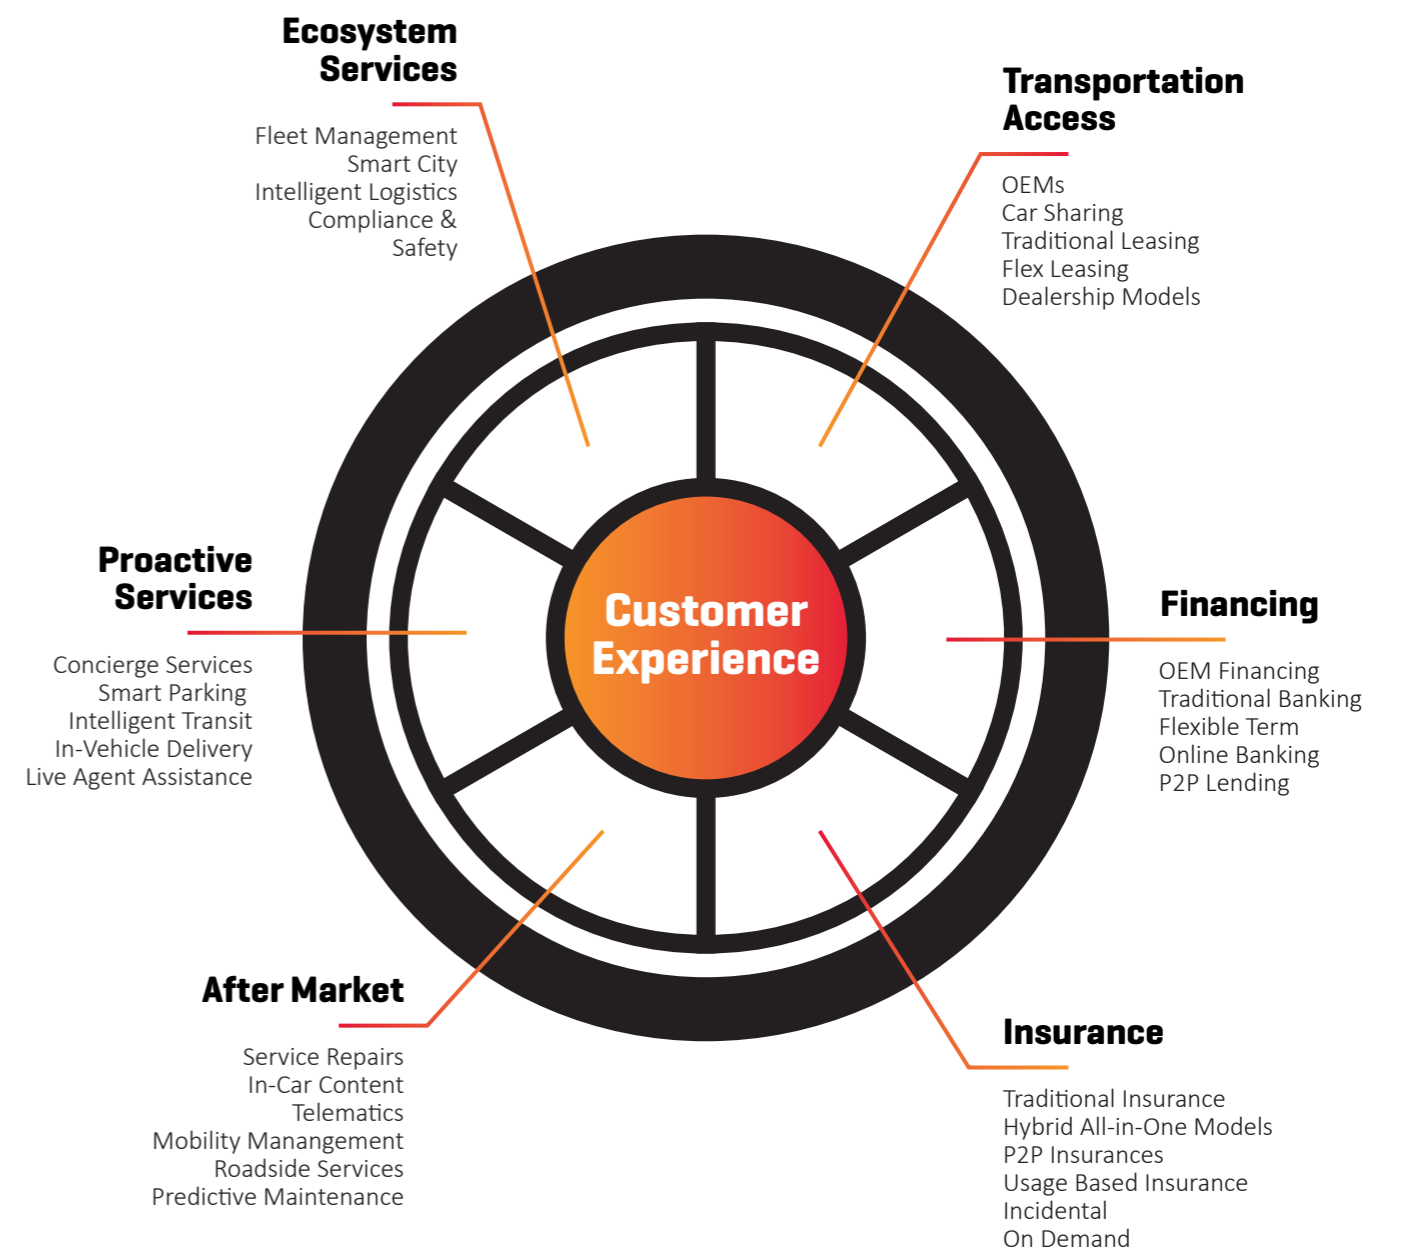 Ecosystem
Services
Fleet Management
Smart City
Intelligent Logistics
Compliance &
Safety
Transportation
Access
OEMs
Car Sharing
Traditional Leasing
Flex Leasing
Dealership Models
Customer
Experience
Proactive
Services
Concierge Services
Smart Parking
Intelligent Transit
In-Vehicle Delivery
Live Agent Assistance
Financing
OEM Financing
Traditional Banking
Flexible Term
Online Banking
P2P Lending
After Market
Service Repairs
In-Car Content
Telematics
Mobility Manangement
Roadside Services
Predictive Maintenance
Insurance
Traditional Insurance
Hybrid All-in-One Models
P2P Insurances
Usage Based Insurance
Incidental
On Demand